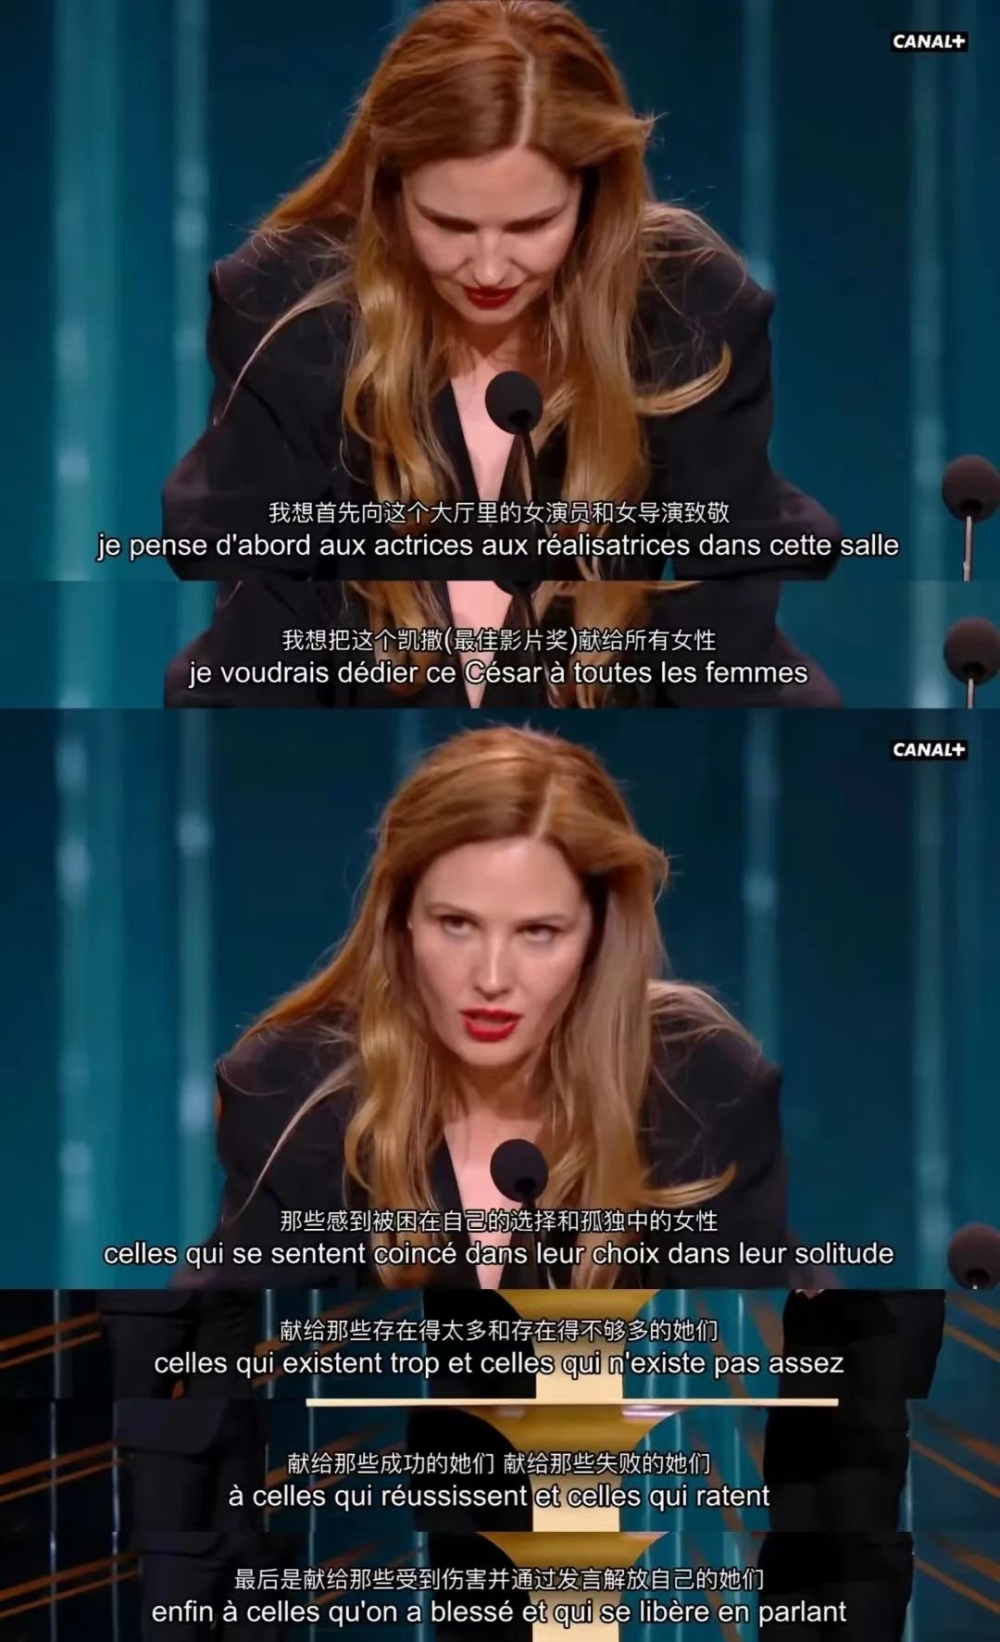 CANAL+
我想首先向这个大厅里的女演员和女导演致敬
je pense d'abord aux actrices aux réalisatrices dans cette salle
我想把这个凯撒(最佳影片奖)献给所有女性
je voudrais dédier ce César à toutes les femmes
CANAL+
那些感到被困在自己的选择和孤独中的女性
celles qui se sentent coincé dans leur choix dans leur solitude
献给那些存在得太多和存在得不够多的她们
celles qui existent trop et celles qui n'existe pas assez
献给那些成功的她们 献给那些失败的她们
à celles qui réussissent et celles qui ratent
最后是献给那些受到伤害并通过发言解放自己的她们
enfin à celles qu'on a blessé et qui se libère en parlant